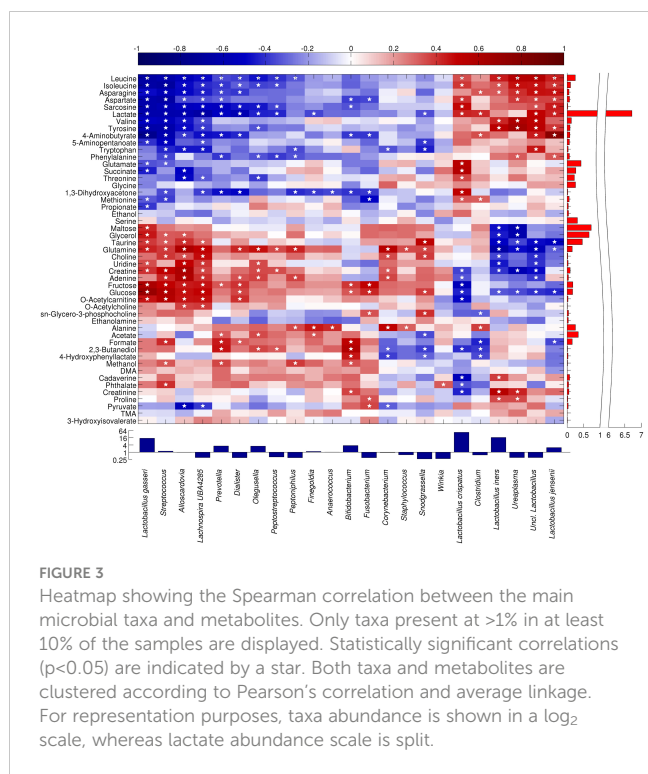 -1 -0.8 -0.6 -0.4 -0.2 0 0.2 0.4 0.6 0.8 1
Leucine
Isoleucine
Asparagine
Aspartate
Sarcosine
Lactate
Valine
Tyrosine
4-Aminobutyrate
5-Aminopentanoate
Tryptophan
Phenylalanine
Glutamate
Succinate
Threonine
Glycine
1,3-Dihydroxyacetone
Methionine
Propionate
Ethanol
Serine
Maltose
Glycerol
Taurine
Glutamine
Choline
Uridine
Creatine
Adenine
Fructose
Glucose
O-Acetylcarnitine
O-Acetylcholine
sn-Glycero-3-phosphocholine
Ethanolamine
Alanine
Acetate
Formate
2,3-Butanediol
4-Hydroxyphenyllactate
Methanol
DMA
Cadaverine
Phthalate
Creatinine
Proline
Pyruvate
TMA
3-Hydroxyisovalerate
0 0.5 1 6 6.5 7
64
16
4
1
0.25
Lactobacillus gasseri
Streptococcus
Alloscardovia
Lachnospira UBA4285
Prevotella
Dialister
Olegusella
Peptostreptococcus
Peptoniphilus
Finegoldia
Anaerococcus
Bifidobacterium
Fusobacterium
Corynebacterium
Staphylococcus
Snodgrassella
Winkia
Lactobacillus crispatus
Clostridium
Lactobacillus iners
Ureaplasma
Uncl. Lactobacillus
Lactobacillus jensenii
FIGURE 3
Heatmap showing the Spearman correlation between the main
microbial taxa and metabolites. Only taxa present at >1% in at least
10% of the samples are displayed. Statistically significant correlations
(p<0.05) are indicated by a star. Both taxa and metabolites are
clustered according to Pearson's correlation and average linkage.
For representation purposes, taxa abundance is shown in a log2
scale, whereas lactate abundance scale is split.